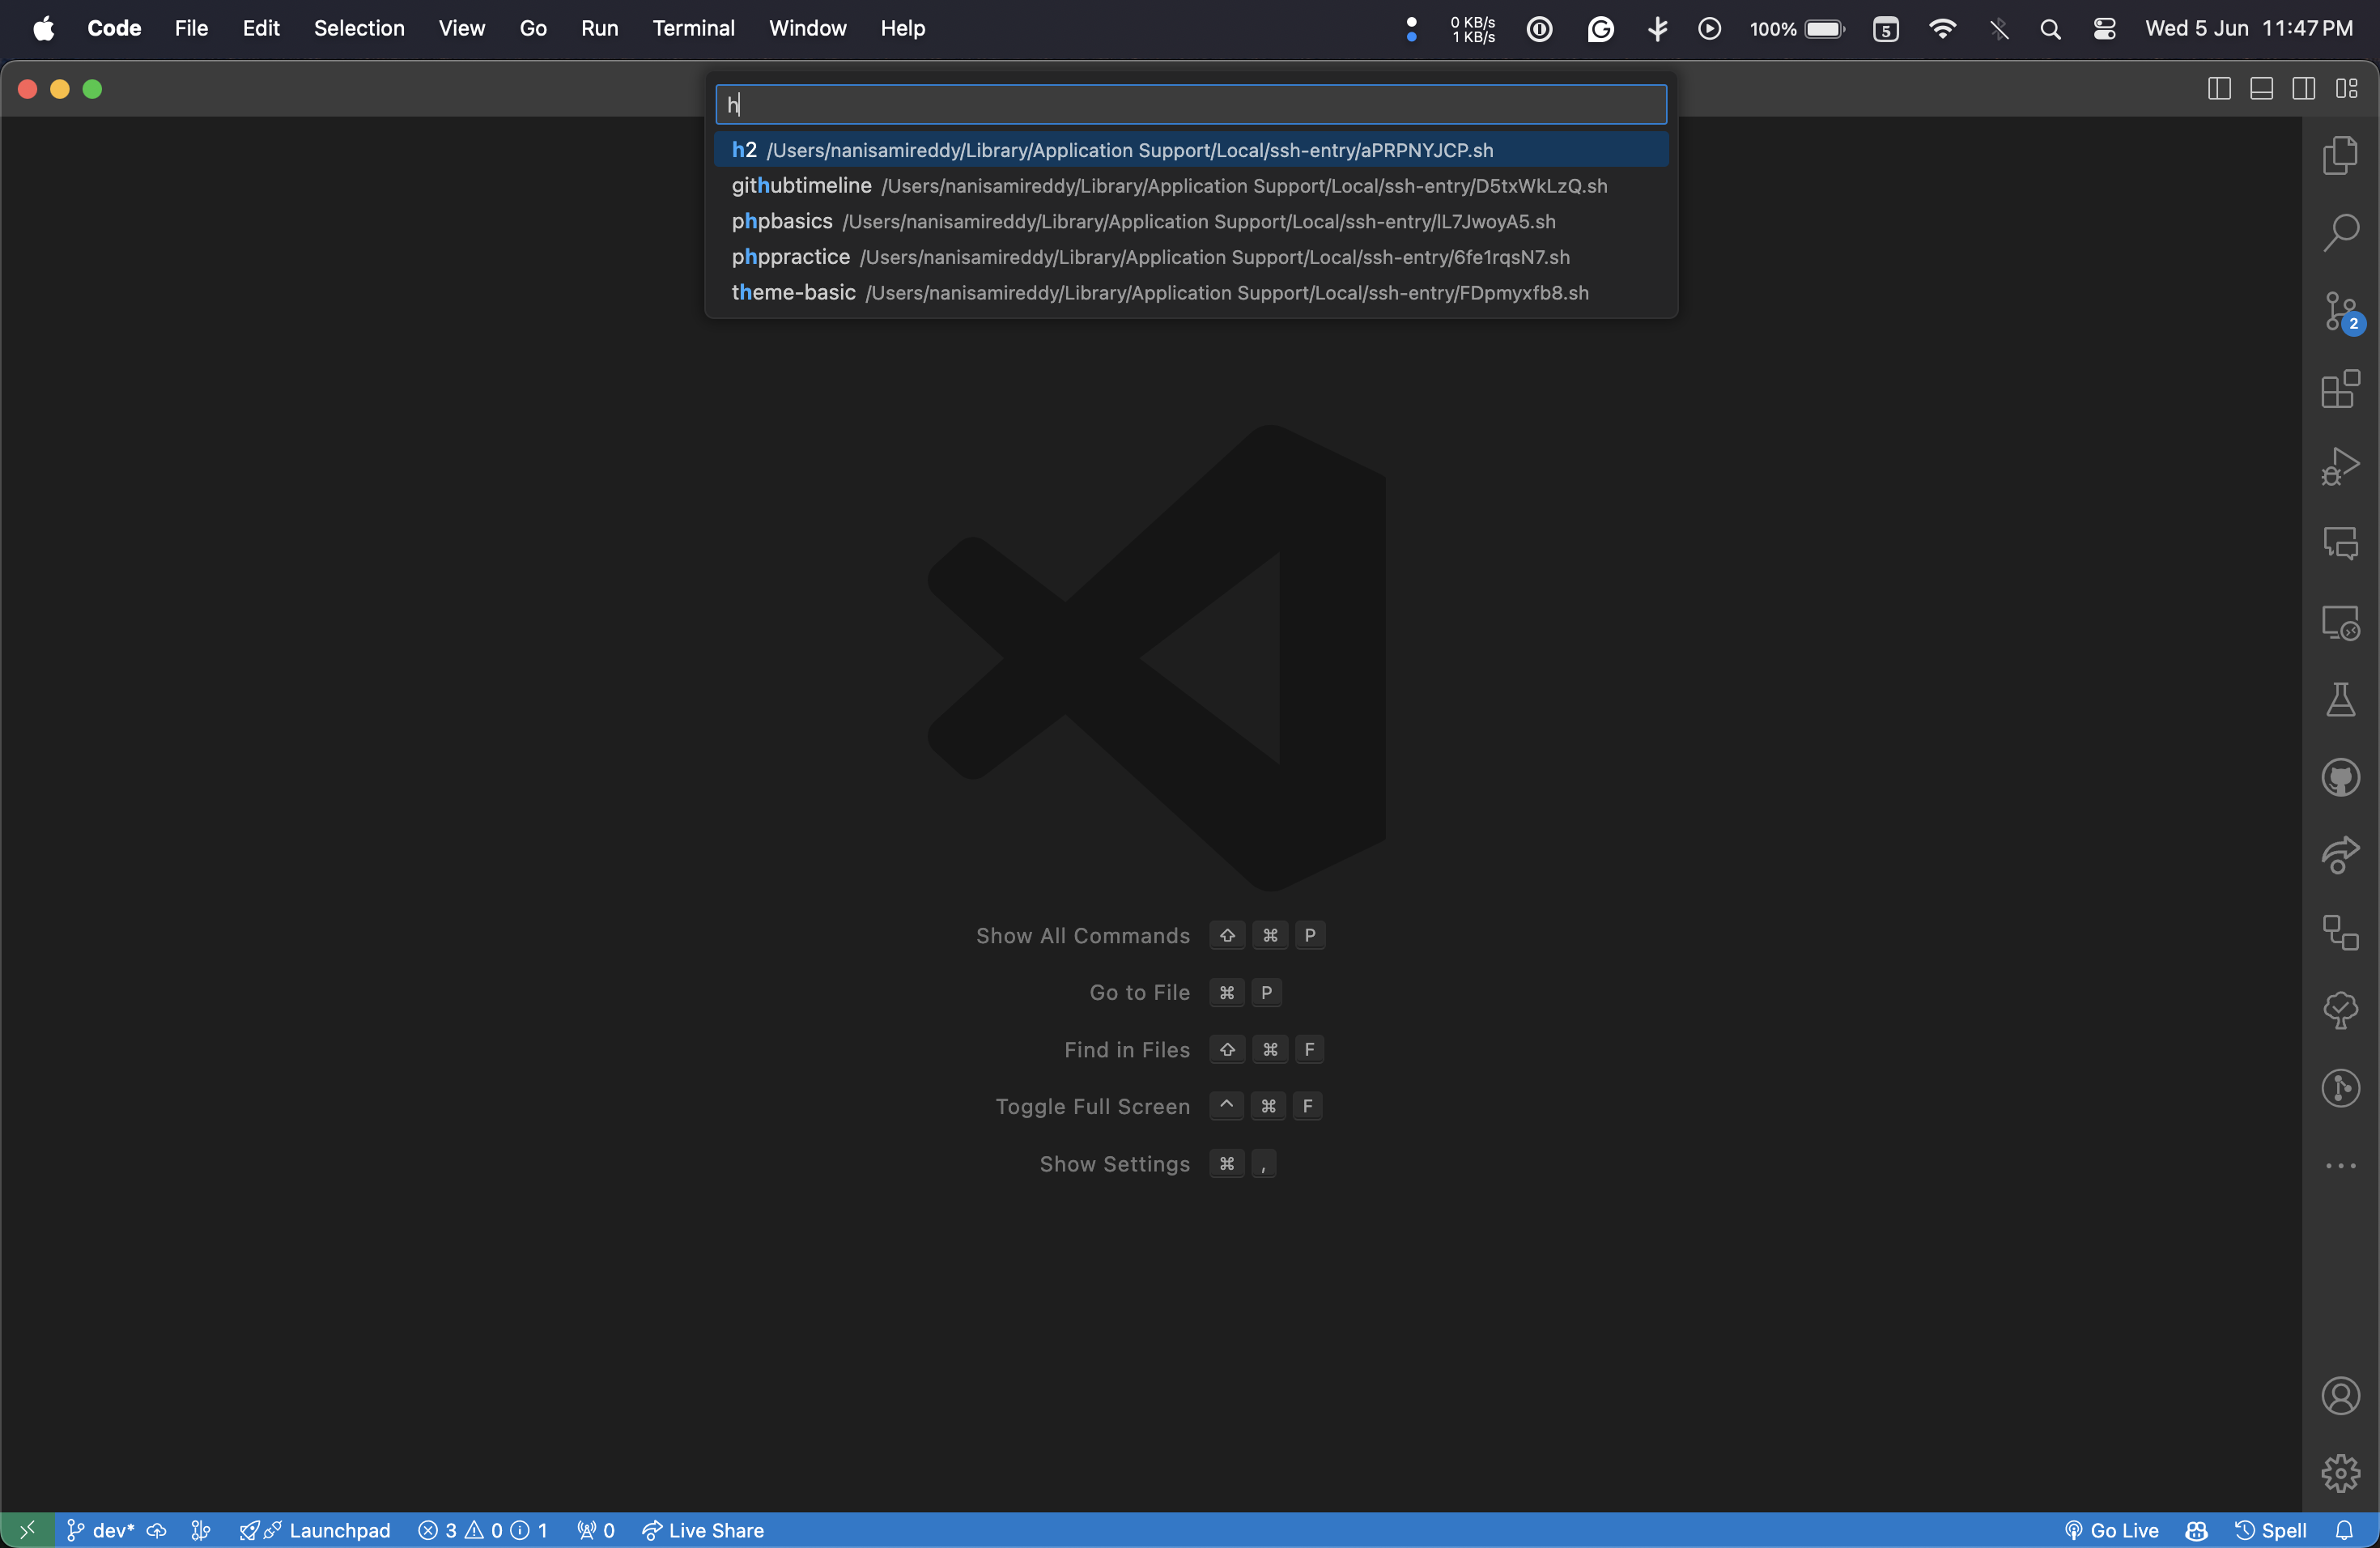 Code File Edit Selection View Go Run Terminal Window Help 0 KB/s 100% 5 Wed 5 Jun 11:47 PM
1 KB/s
h
h2 /Users/nanisamireddy/Library/Application Support/Local/ssh-entry/aPRPNYJCP.sh
githubtimeline /Users/nanisamireddy/Library/Application Support/Local/ssh-entry/D5txWkLzQ.sh
phpbasics /Users/nanisamireddy/Library/Application Support/Local/ssh-entry/lL7JwoyA5.sh
phppractice /Users/nanisamireddy/Library/Application Support/Local/ssh-entry/6fe1rqsN7.sh
theme-basic /Users/nanisamireddy/Library/Application Support/Local/ssh-entry/FDpmyxfb8.sh
2
Show All Commands ⇧ ⌘ P
Go to File ⌘ P
Find in Files ⇧ ⌘ F
Toggle Full Screen ^ ⌘ F
Show Settings ⌘ ,
dev* Launchpad 3 0 1 0 Live Share Go Live Spell